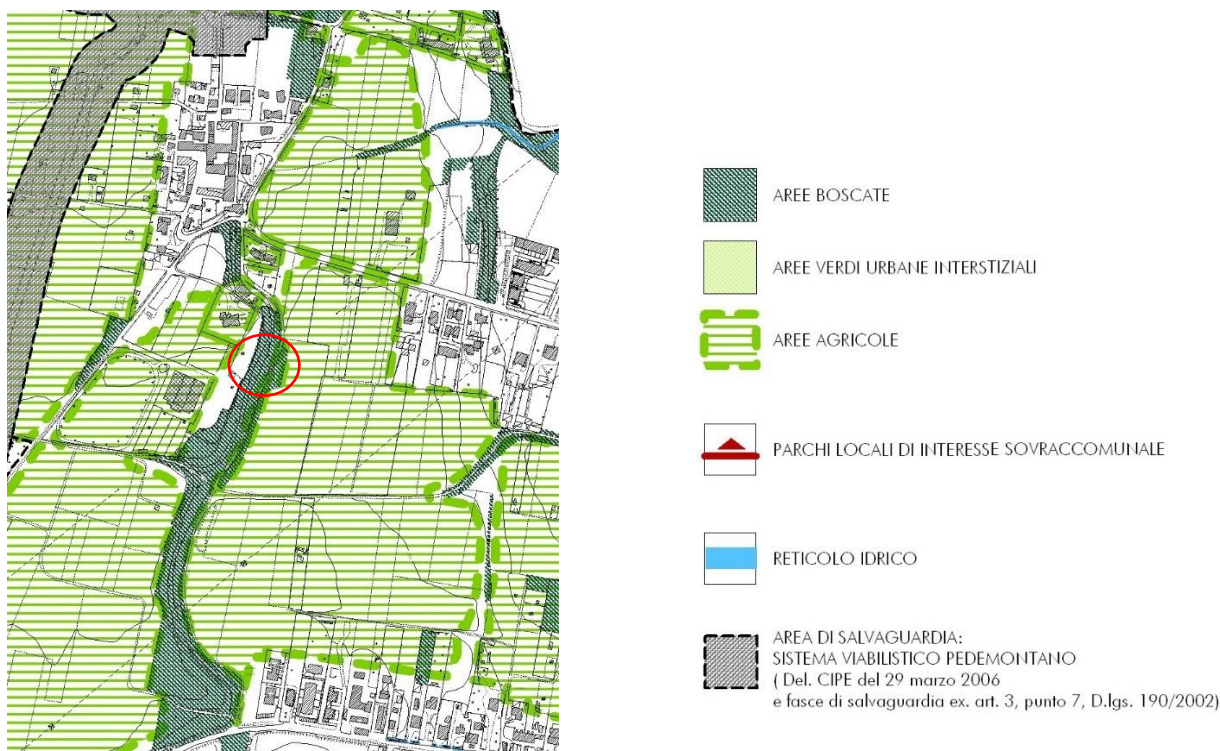 AREE BOSCATE
AREE VERDI URBANE INTERSTIZIALI
AREE AGRICOLE
PARCHI LOCALI DI INTERESSE SOVRACCOMUNALE
RETICOLO IDRICO
AREA DI SALVAGUARDIA:
SISTEMA VIABILISTICO PEDEMONTANO
( Del. CIPE del 29 marzo 2006
e fasce di salvaguardia ex. art. 3, punto 7, D.lgs. 190/2002)